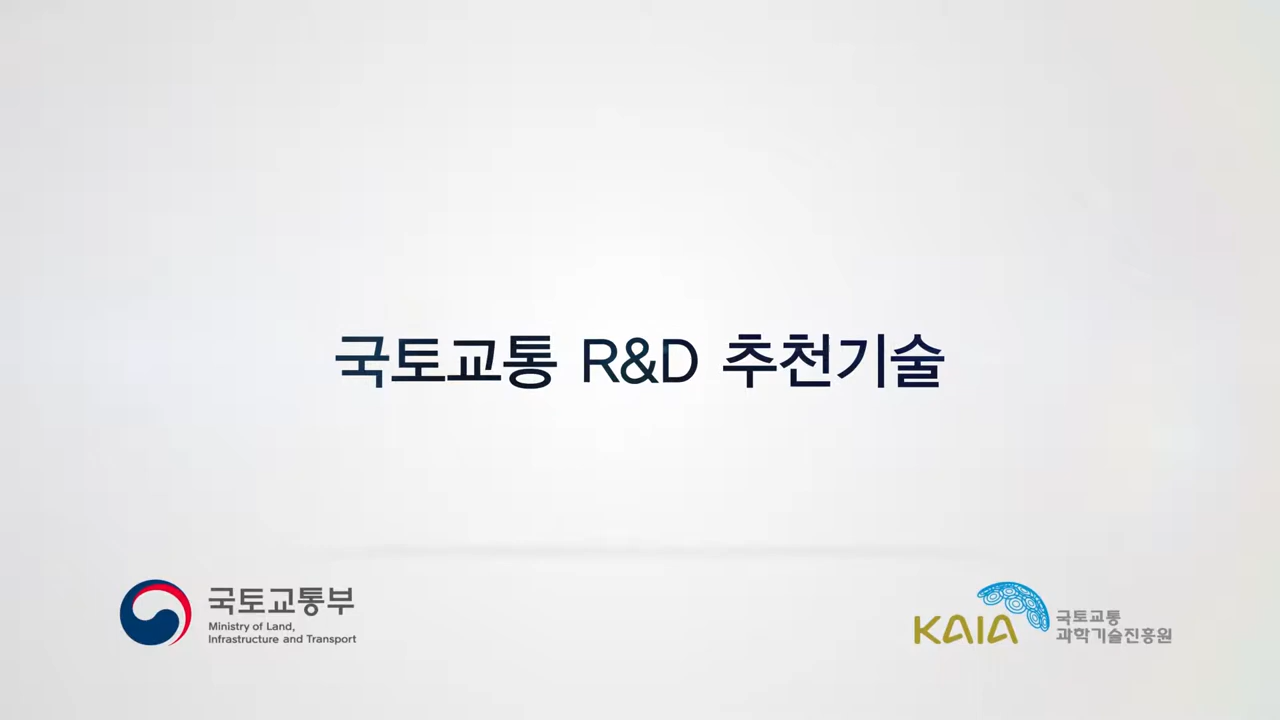 국토교통 R&D 추천기술
국토교통부
Ministry of Land,
Infrastructure and Transport
KAIA
국토교통
과학기술진흥원